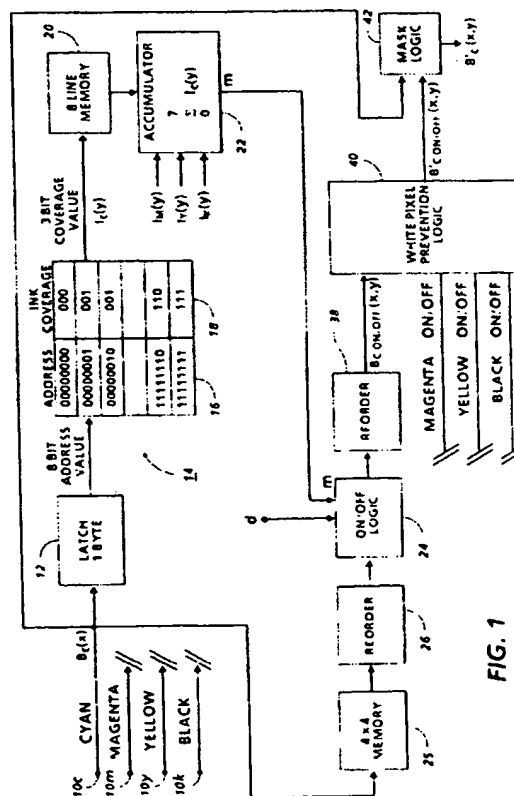 10c
CYAN
10m
MAGENTA
10y
YELLOW
10k
BLACK
Bc(x)
12
LATCH
1 BYTE
8 BIT
ADDRESS
VALUE
14
ADDRESS
INK
COVERAGE
00000000
000
00000001
001
00000010
001
11111110
110
11111111
111
16
18
3 BIT
COVERAGE
VALUE
Ic(y)
20
8 LINE
MEMORY
ACCUMULATOR
7
Σ Ic(y)
0
22
IM(y)
IY(y)
IK(y)
m
25
4 x 4
MEMORY
26
REORDER
d
m
24
ON/OFF
LOGIC
38
REORDER
Bc ON/OFF (x,y)
MAGENTA ON/OFF
YELLOW ON/OFF
BLACK ON/OFF
40
WHITE PIXEL
PREVENTION
LOGIC
B'c ON/OFF (x,y)
42
MASK
LOGIC
B'c (x,y)
FIG. 1